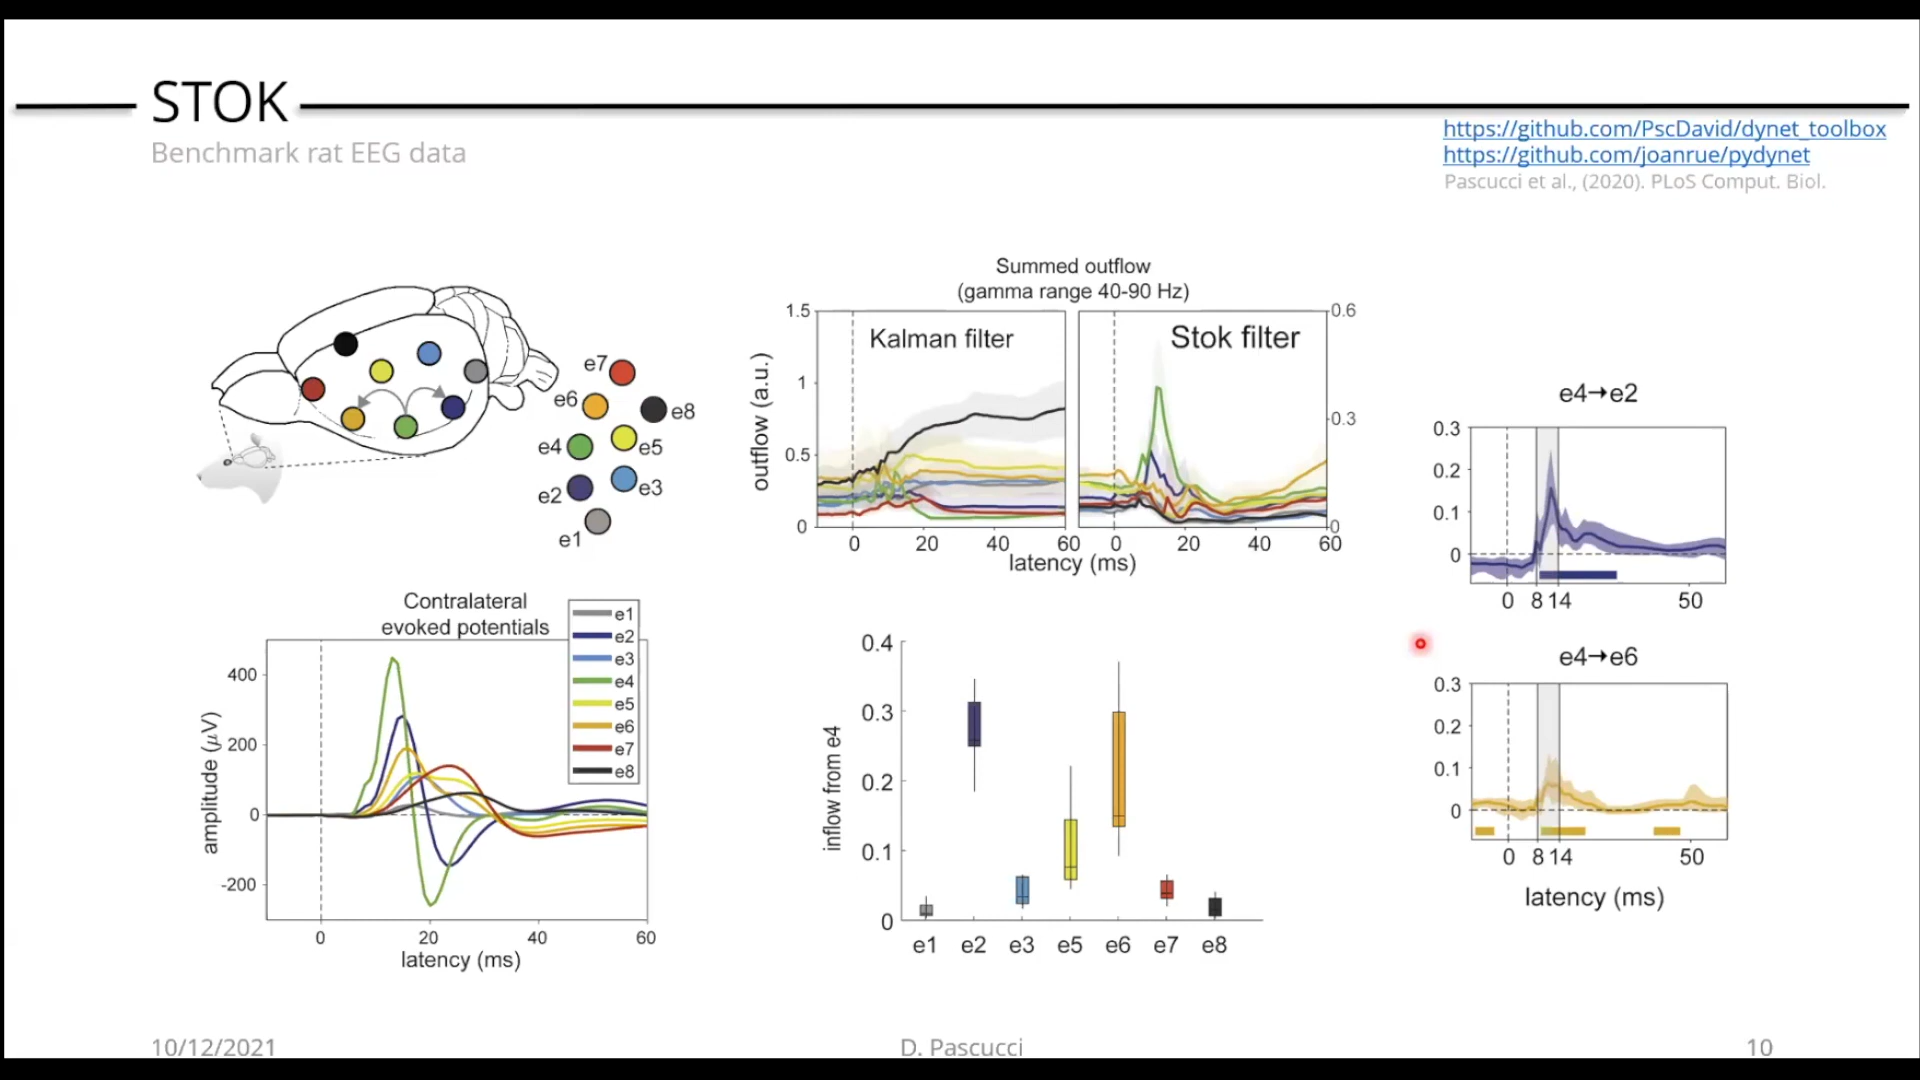 STOK
Benchmark rat EEG data
https://github.com/PscDavid/dynet_toolbox
https://github.com/joanrue/pydynet
Pascucci et al., (2020). PLoS Comput. Biol.
e7
e6
e8
e4
e5
e2
e3
e1
Summed outflow
(gamma range 40-90 Hz)
Kalman filter
Stok filter
outflow (a.u.)
1.5
1
0.5
0
0.6
0.3
0
0 20 40 60 0 20 40 60
latency (ms)
e4→e2
0.3
0.2
0.1
0
0 8 14 50
e4→e6
0.3
0.2
0.1
0
0 8 14 50
latency (ms)
Contralateral
evoked potentials
e1
e2
e3
e4
e5
e6
e7
e8
amplitude (µV)
400
200
0
-200
0 20 40 60
latency (ms)
inflow from e4
0.4
0.3
0.2
0.1
0
e1 e2 e3 e5 e6 e7 e8
10/12/2021 D. Pascucci 10